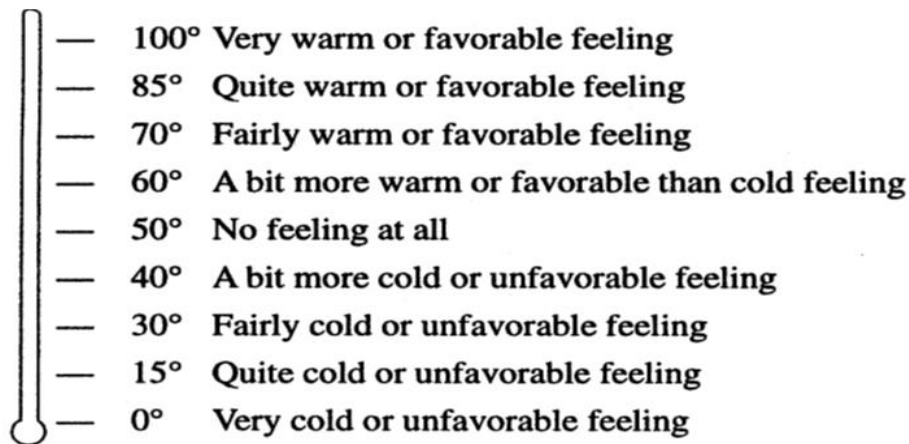 100° Very warm or favorable feeling
85° Quite warm or favorable feeling
70° Fairly warm or favorable feeling
60° A bit more warm or favorable than cold feeling
50° No feeling at all
40° A bit more cold or unfavorable feeling
30° Fairly cold or unfavorable feeling
15° Quite cold or unfavorable feeling
0° Very cold or unfavorable feeling